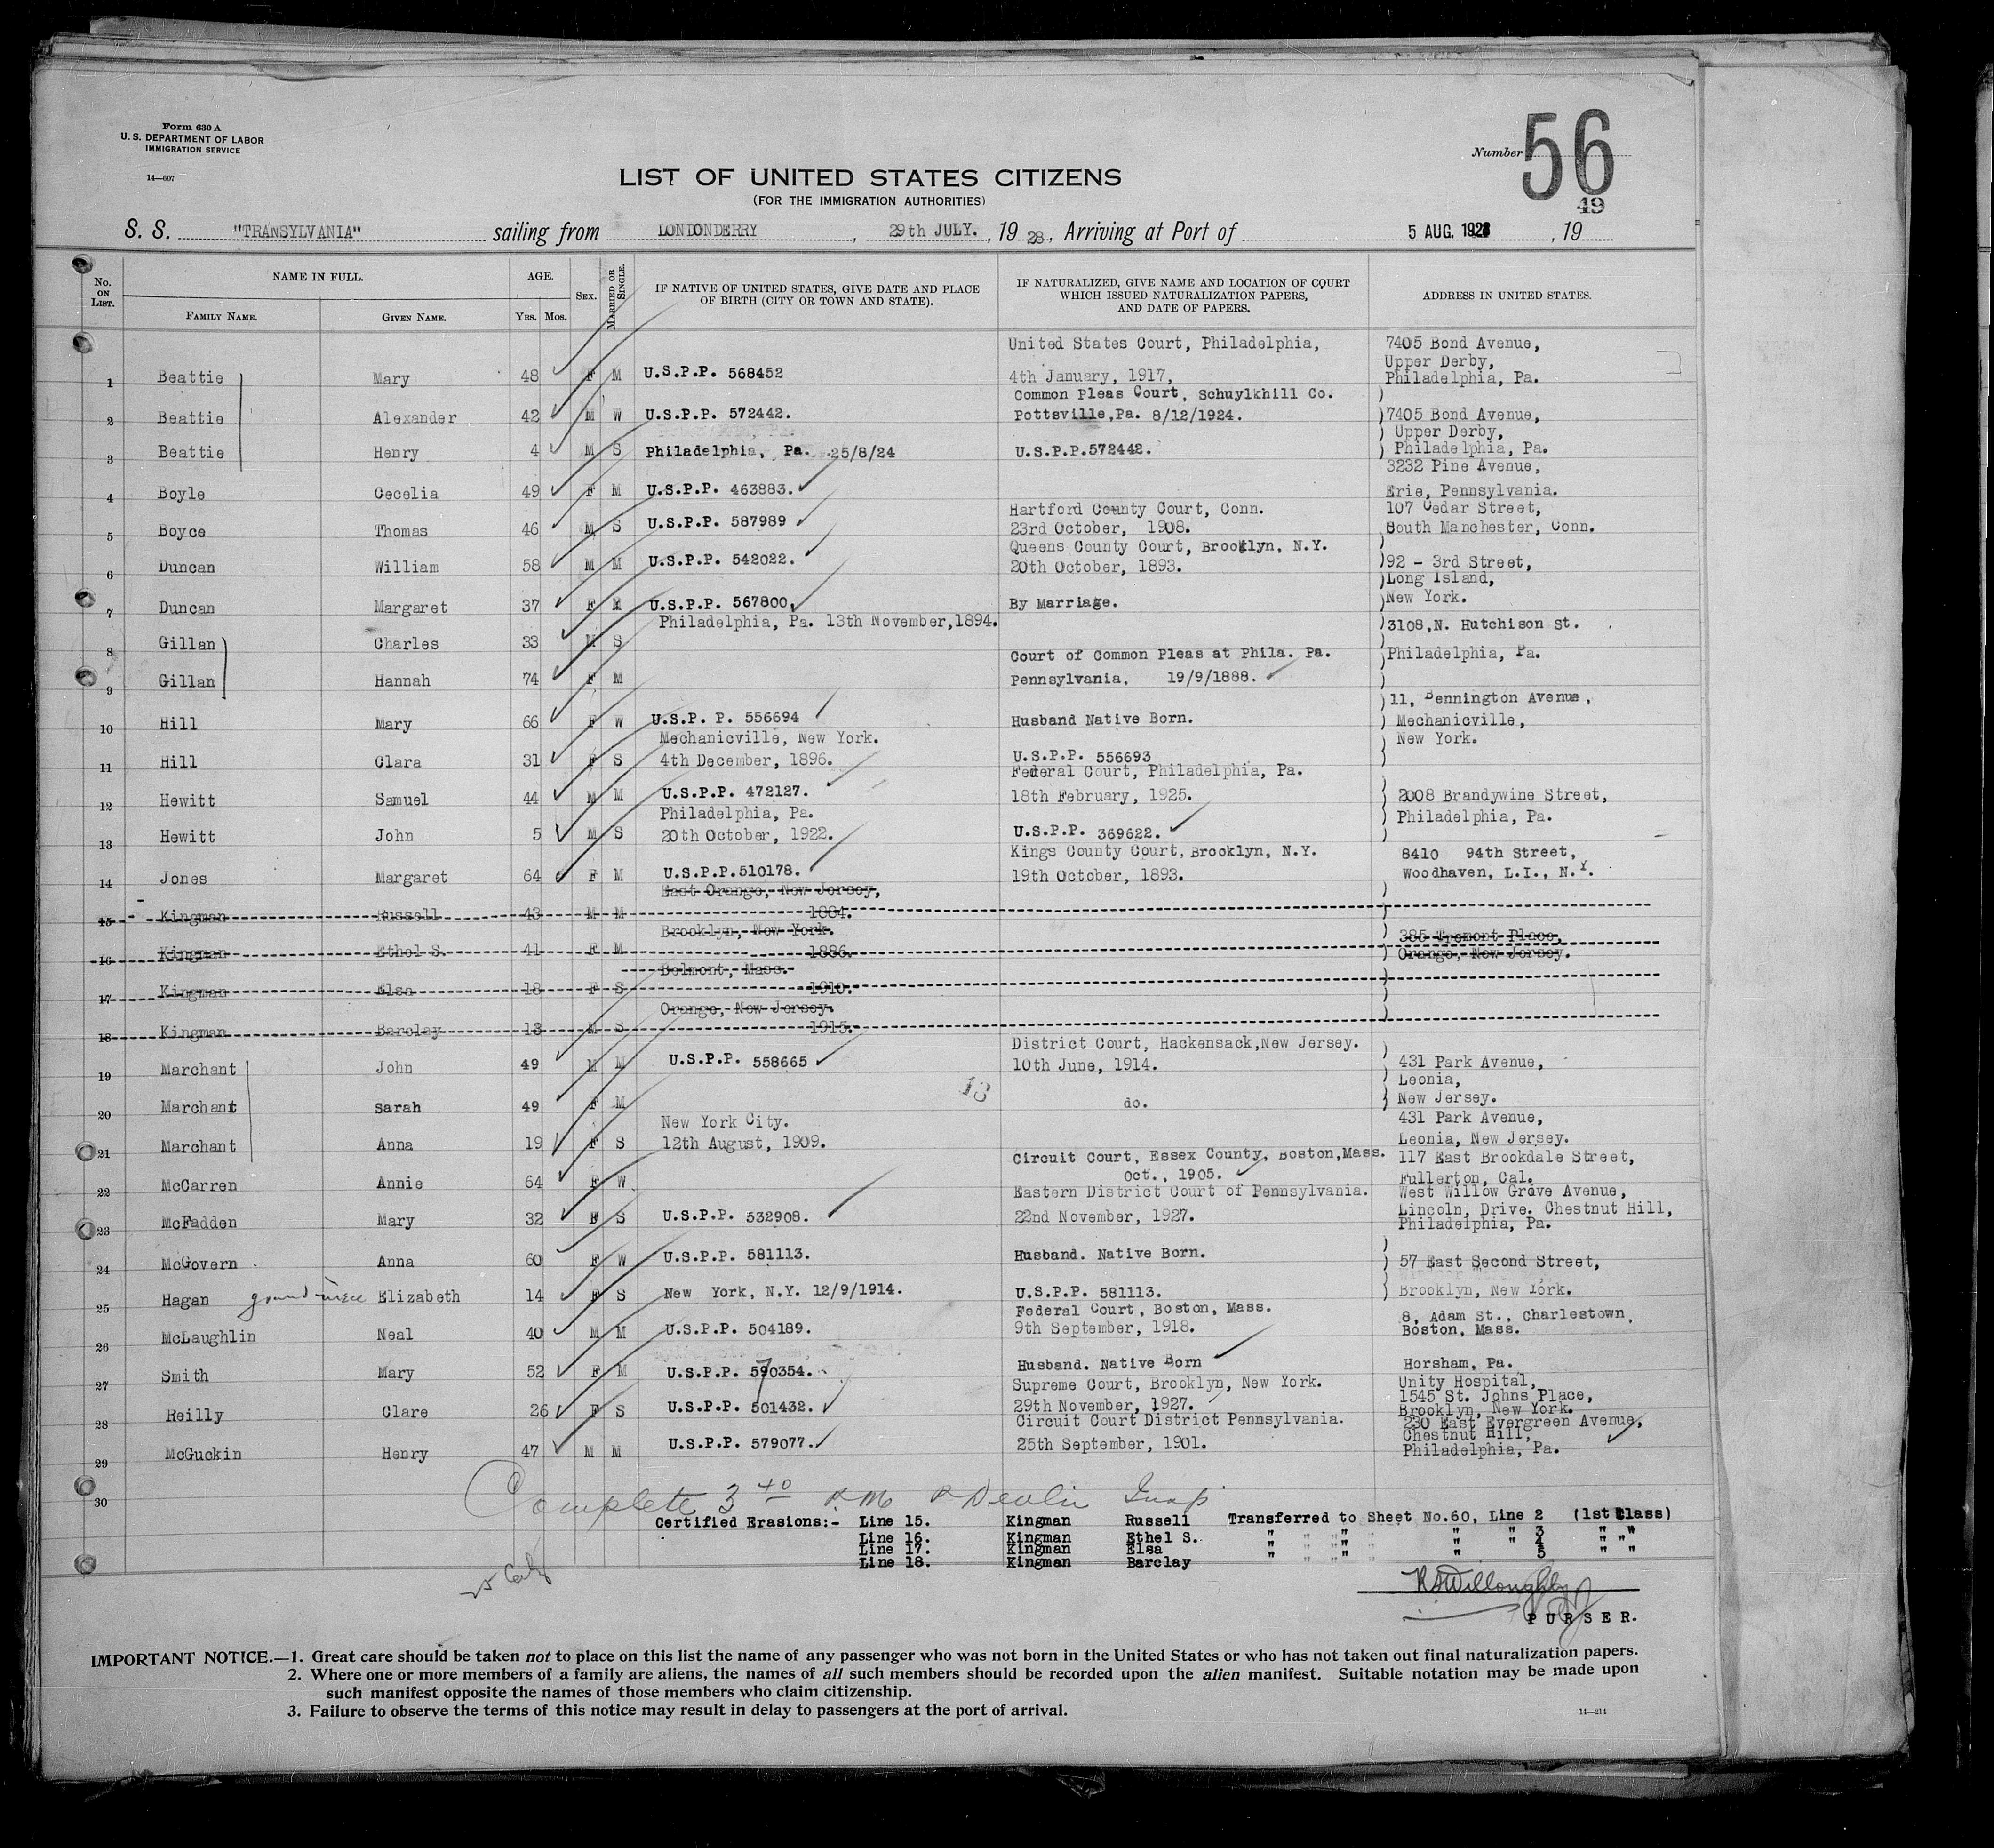 Form 630 A
U. S. DEPARTMENT OF LABOR
IMMIGRATION SERVICE
14—607
Number 56
49
LIST OF UNITED STATES CITIZENS
(FOR THE IMMIGRATION AUTHORITIES)
S. S. "TRANSYLVANIA" sailing from LONDONDERRY, 29th JULY., 19 28., Arriving at Port of 5 AUG. 1928, 19
No. ON LIST. NAME IN FULL. AGE. SEX. MARRIED OR SINGLE. IF NATIVE OF UNITED STATES, GIVE DATE AND PLACE OF BIRTH (CITY OR TOWN AND STATE). IF NATURALIZED, GIVE NAME AND LOCATION OF COURT WHICH ISSUED NATURALIZATION PAPERS, AND DATE OF PAPERS. ADDRESS IN UNITED STATES.
FAMILY NAME. GIVEN NAME. YRS. MOS.
United States Court, Philadelphia, 7405 Bond Avenue,
Upper Derby,
1 Beattie Mary 48 F M U.S.P.P. 568452 4th January, 1917, Philadelphia, Pa.
Common Pleas Court, Schuylkhill Co.
2 Beattie Alexander 42 M W U.S.P.P. 572442. Pottsville,Pa. 8/12/1924. 7405 Bond Avenue,
Upper Derby,
3 Beattie Henry 4 M S Philadelphia, Pa. 25/8/24 U.S.P.P.572442. Philadelphia, Pa.
3232 Pine Avenue,
4 Boyle Cecelia 49 F M U.S.P.P. 463883. Erie, Pennsylvania.
Hartford County Court, Conn. 107 Cedar Street,
5 Boyce Thomas 46 M S U.S.P.P. 587989 23rd October, 1908. South Manchester, Conn.
Queens County Court, Brooklyn, N.Y.
6 Duncan William 58 M M U.S.P.P. 542022. 20th October, 1893. 92 - 3rd Street,
Long Island,
7 Duncan Margaret 37 F M U.S.P.P. 567800 By Marriage. New York.
Philadelphia, Pa. 13th November,1894. 3108,N. Hutchison St.
8 Gillan Charles 33 M S
Court of Common Pleas at Phila. Pa. Philadelphia, Pa.
9 Gillan Hannah 74 F M Pennsylvania, 19/9/1888.
11, Bennington Avenue,
10 Hill Mary 66 F W U.S.P. P. 556694 Husband Native Born. Mechanicville,
Mechanicville, New York. New York.
11 Hill Clara 31 F S 4th December, 1896. U.S.P.P. 556693
Federal Court, Philadelphia, Pa.
12 Hewitt Samuel 44 M M U.S.P.P. 472127. 18th February, 1925. 2008 Brandywine Street,
Philadelphia, Pa. Philadelphia, Pa.
13 Hewitt John 5 M S 20th October, 1922. U.S.P.P. 369622.
Kings County Court, Brooklyn, N.Y. 8410 94th Street,
14 Jones Margaret 64 F M U.S.P.P.510178. 19th October, 1893. Woodhaven, L.I., N.Y.
East Orange, New Jersey,
15 Kingman Russell 43 M M 1884.
Brooklyn, New York. 385 Tremont Place,
16 Kingman Ethel S. 41 F M 1886. Orange, New Jersey.
Belmont, Mass.
17 Kingman Elsa 18 F S 1910.
Orange, New Jersey.
18 Kingman Barclay 13 M S 1915.
District Court, Hackensack,New Jersey.
19 Marchant John 49 M M U.S.P.P. 558665 10th June, 1914. 431 Park Avenue,
Leonia,
20 Marchant Sarah 49 F M 13 do. New Jersey.
New York City. 431 Park Avenue,
21 Marchant Anna 19 F S 12th August, 1909. Leonia, New Jersey.
Circuit Court, Essex County, Boston,Mass. 117 East Brookdale Street,
22 McCarren Annie 64 F W Oct., 1905. Fullerton, Cal.
Eastern District Court of Pennsylvania. West Willow Grove Avenue,
23 McFadden Mary 32 F S U.S.P.P. 532908. 22nd November, 1927. Lincoln, Drive. Chestnut Hill,
Philadelphia, Pa.
24 McGovern Anna 60 F W U.S.P.P. 581113. Husband. Native Born. 57 East Second Street,
25 Hagan grand niece Elizabeth 14 F S New York, N.Y. 12/9/1914. U.S.P.P. 581113. Brooklyn, New York.
Federal Court, Boston, Mass.
26 McLaughlin Neal 40 M M U.S.P.P. 504189. 9th September, 1918. 8, Adam St., Charlestown,
Boston, Mass.
27 Smith Mary 52 F M U.S.P.P. 590354. Husband. Native Born Horsham, Pa.
Supreme Court, Brooklyn, New York. Unity Hospital,
1545 St. Johns Place,
28 Reilly Clare 26 F S U.S.P.P. 501432. 29th November, 1927. Brooklyn, New York.
Circuit Court District Pennsylvania. 230 East Evergreen Avenue,
Chestnut Hill,
29 McGuckin Henry 47 M M U.S.P.P. 579077. 25th September, 1901. Philadelphia, Pa.
30 Complete 3 Devlin Insp
Certified Erasions:- Line 15. Kingman Russell Transferred to Sheet No.60, Line 2 (1st Class)
Line 16. Kingman Ethel S. " " " " " 3 " "
Line 17. Kingman Elsa " " " " " 4 " "
Line 18. Kingman Barclay " " " " 5 " "
Willoughby
PURSER.
IMPORTANT NOTICE.—1. Great care should be taken not to place on this list the name of any passenger who was not born in the United States or who has not taken out final naturalization papers.
2. Where one or more members of a family are aliens, the names of all such members should be recorded upon the alien manifest. Suitable notation may be made upon
such manifest opposite the names of those members who claim citizenship.
3. Failure to observe the terms of this notice may result in delay to passengers at the port of arrival.
14—214